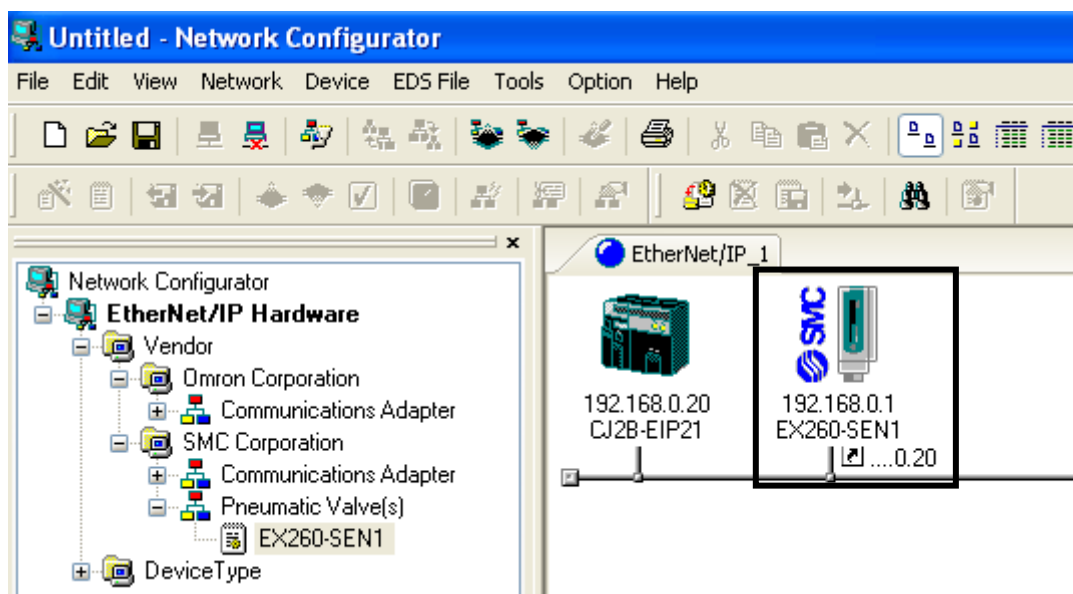 Untitled - Network Configurator
File Edit View Network Device EDS File Tools Option Help
EtherNet/IP_1
Network Configurator
EtherNet/IP Hardware
Vendor
Omron Corporation
Communications Adapter
SMC Corporation
Communications Adapter
Pneumatic Valve(s)
EX260-SEN1
DeviceType
SMC
192.168.0.20
CJ2B-EIP21
192.168.0.1
EX260-SEN1
....0.20